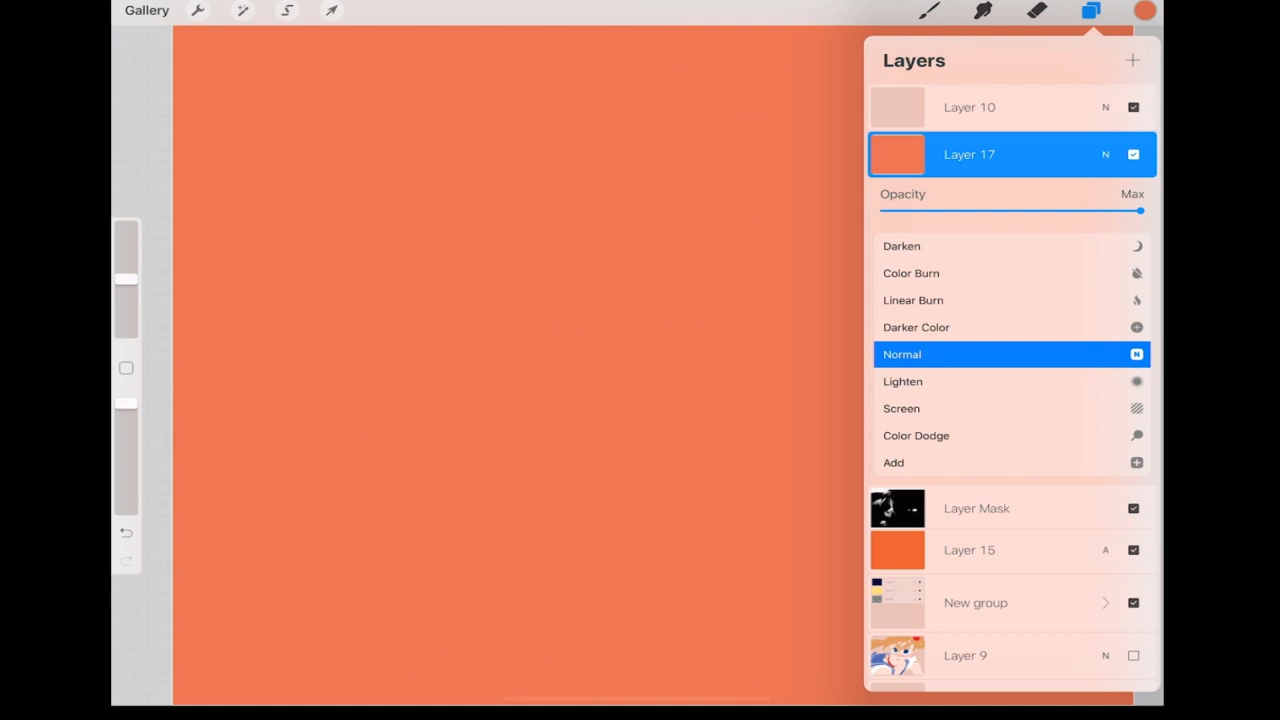 Gallery
Layers
Layer 10 N
Layer 17 N
Opacity Max
Darken
Color Burn
Linear Burn
Darker Color
Normal N
Lighten
Screen
Color Dodge
Add
Layer Mask
Layer 15 A
New group
Layer 9 N